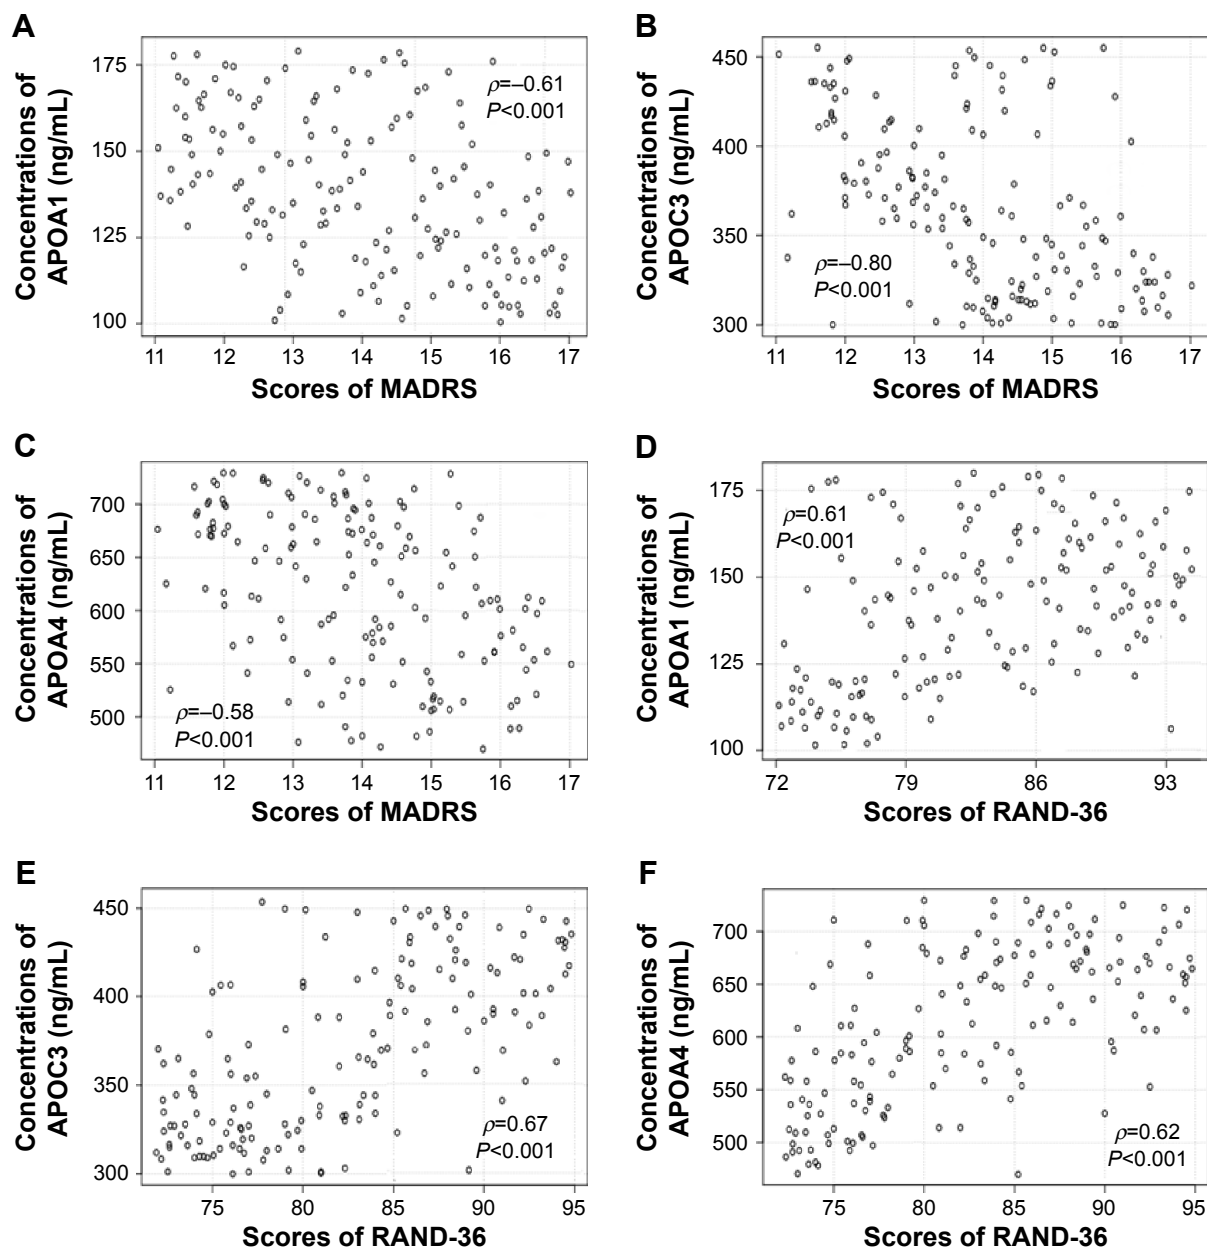 A
Concentrations of
APOA1 (ng/mL)
175
150
125
100
ρ=–0.61
P<0.001
11 12 13 14 15 16 17
Scores of MADRS
B
Concentrations of
APOC3 (ng/mL)
450
400
350
300
ρ=–0.80
P<0.001
11 12 13 14 15 16 17
Scores of MADRS
C
Concentrations of
APOA4 (ng/mL)
700
650
600
550
500
ρ=–0.58
P<0.001
11 12 13 14 15 16 17
Scores of MADRS
D
Concentrations of
APOA1 (ng/mL)
175
150
125
100
ρ=0.61
P<0.001
72 79 86 93
Scores of RAND-36
E
Concentrations of
APOC3 (ng/mL)
450
400
350
300
ρ=0.67
P<0.001
75 80 85 90 95
Scores of RAND-36
F
Concentrations of
APOA4 (ng/mL)
700
650
600
550
500
ρ=0.62
P<0.001
75 80 85 90 95
Scores of RAND-36